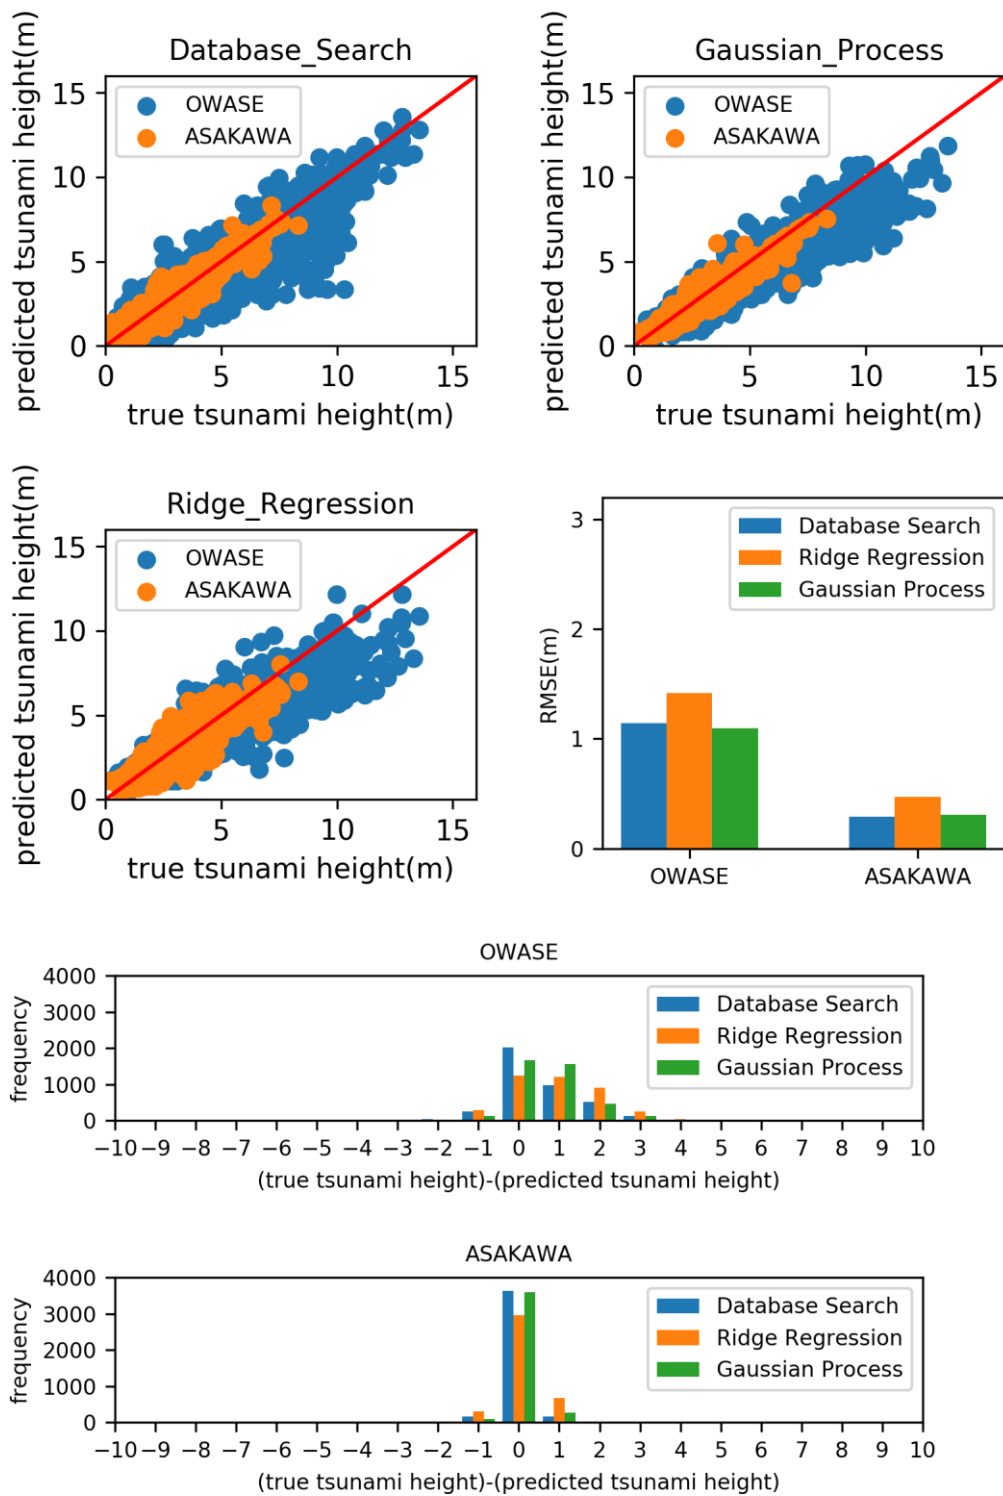 Database_Search
predicted tsunami height(m)
15
10
5
0
OWASE
ASAKAWA
0 5 10 15
true tsunami height(m)
Gaussian_Process
predicted tsunami height(m)
15
10
5
0
OWASE
ASAKAWA
0 5 10 15
true tsunami height(m)
Ridge_Regression
predicted tsunami height(m)
15
10
5
0
OWASE
ASAKAWA
0 5 10 15
true tsunami height(m)
RMSE(m)
3
2
1
0
Database Search
Ridge Regression
Gaussian Process
OWASE ASAKAWA
OWASE
frequency
4000
3000
2000
1000
0
Database Search
Ridge Regression
Gaussian Process
−10 −9 −8 −7 −6 −5 −4 −3 −2 −1 0 1 2 3 4 5 6 7 8 9 10
(true tsunami height)-(predicted tsunami height)
ASAKAWA
frequency
4000
3000
2000
1000
0
Database Search
Ridge Regression
Gaussian Process
−10 −9 −8 −7 −6 −5 −4 −3 −2 −1 0 1 2 3 4 5 6 7 8 9 10
(true tsunami height)-(predicted tsunami height)